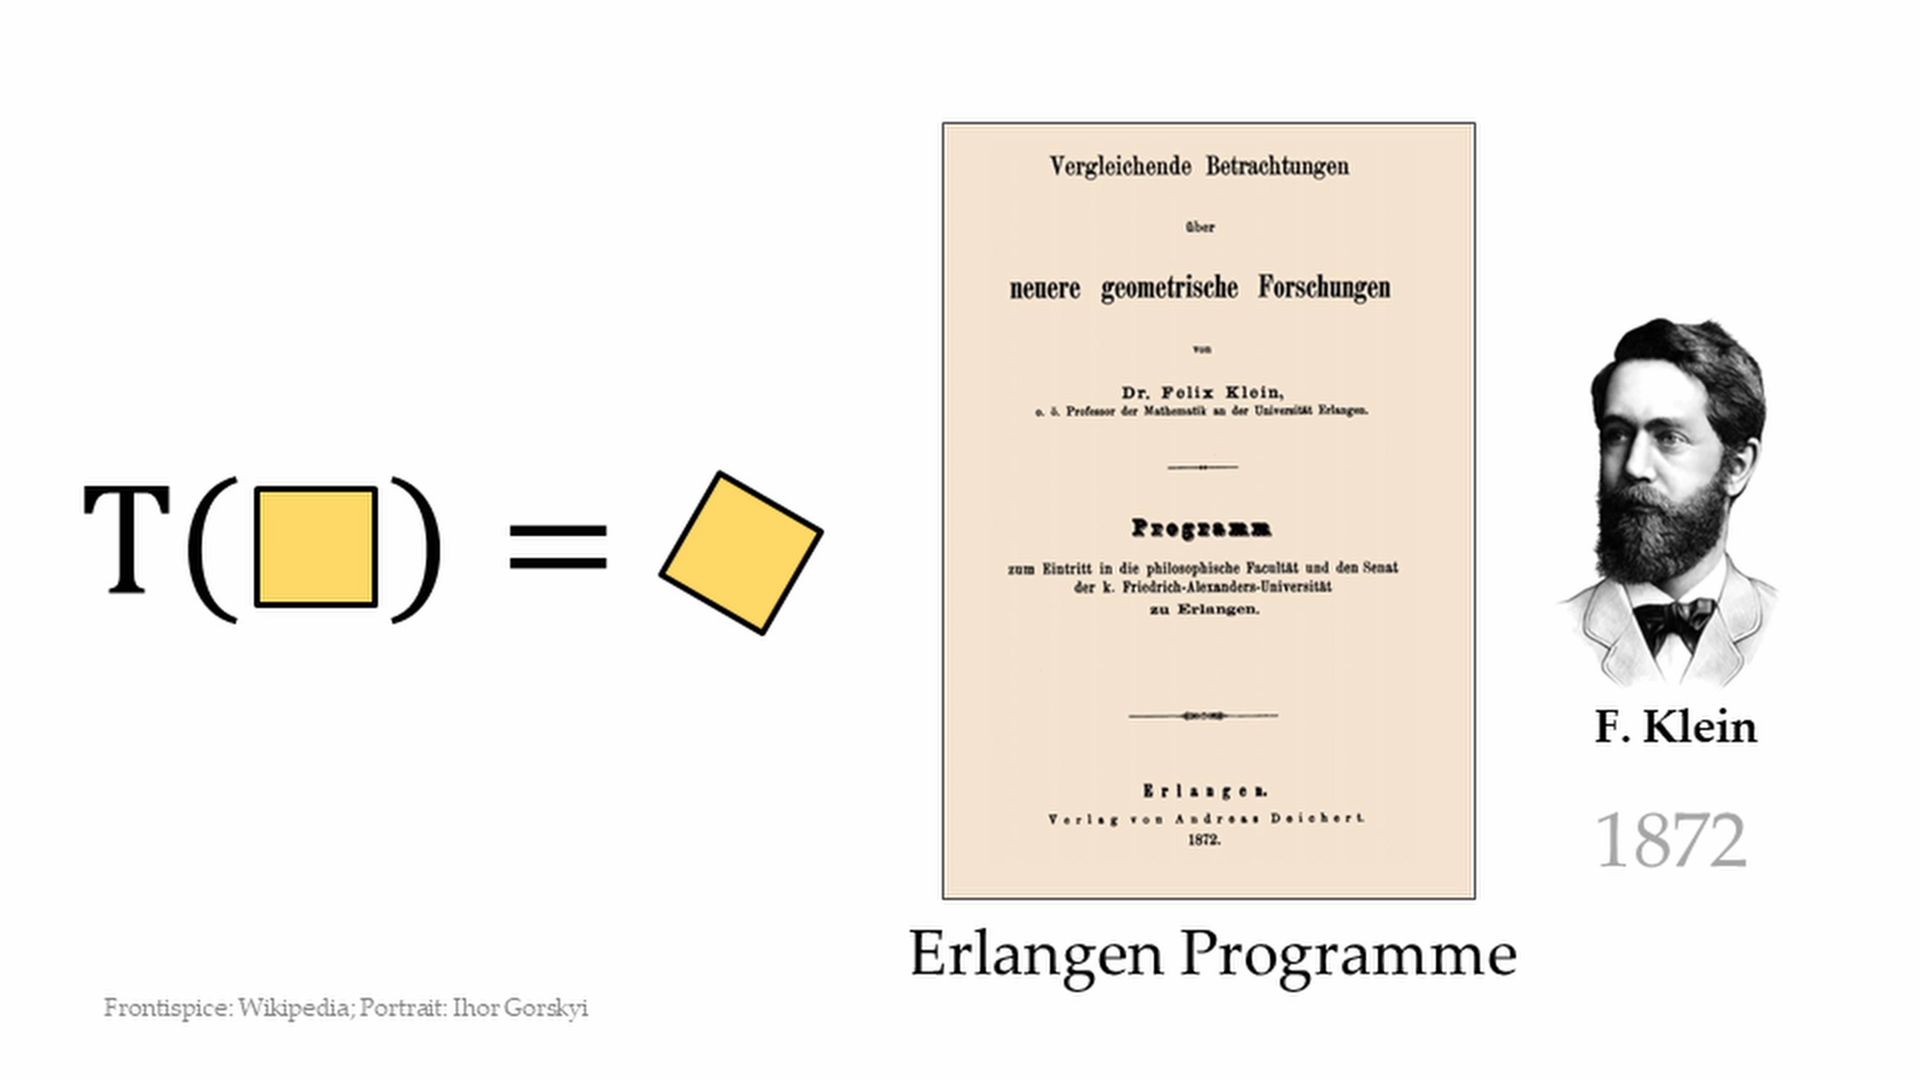 T( ) =
Vergleichende Betrachtungen
über
neuere geometrische Forschungen
von
Dr. Felix Klein,
o. ö. Professor der Mathematik an der Universität Erlangen.
Programm
zum Eintritt in die philosophische Facultät und den Senat
der k. Friedrich-Alexanders-Universität
zu Erlangen.
Erlangen.
Verlag von Andreas Deichert.
1872.
Erlangen Programme
F. Klein
1872
Frontispice: Wikipedia; Portrait: Ihor Gorskyi